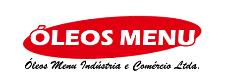 ÓLEOS MENU
Óleos Menu Indústria e Comércio Ltda.